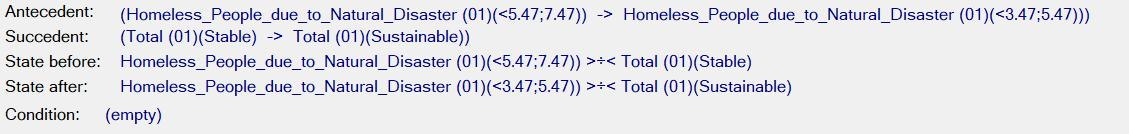 Antecedent: (Homeless_People_due_to_Natural_Disaster (01)(<5.47;7.47)) -> Homeless_People_due_to_Natural_Disaster (01)(<3.47;5.47)))
Succedent: (Total (01)(Stable) -> Total (01)(Sustainable))
State before: Homeless_People_due_to_Natural_Disaster (01)(<5.47;7.47)) >÷< Total (01)(Stable)
State after: Homeless_People_due_to_Natural_Disaster (01)(<3.47;5.47)) >÷< Total (01)(Sustainable)
Condition: (empty)